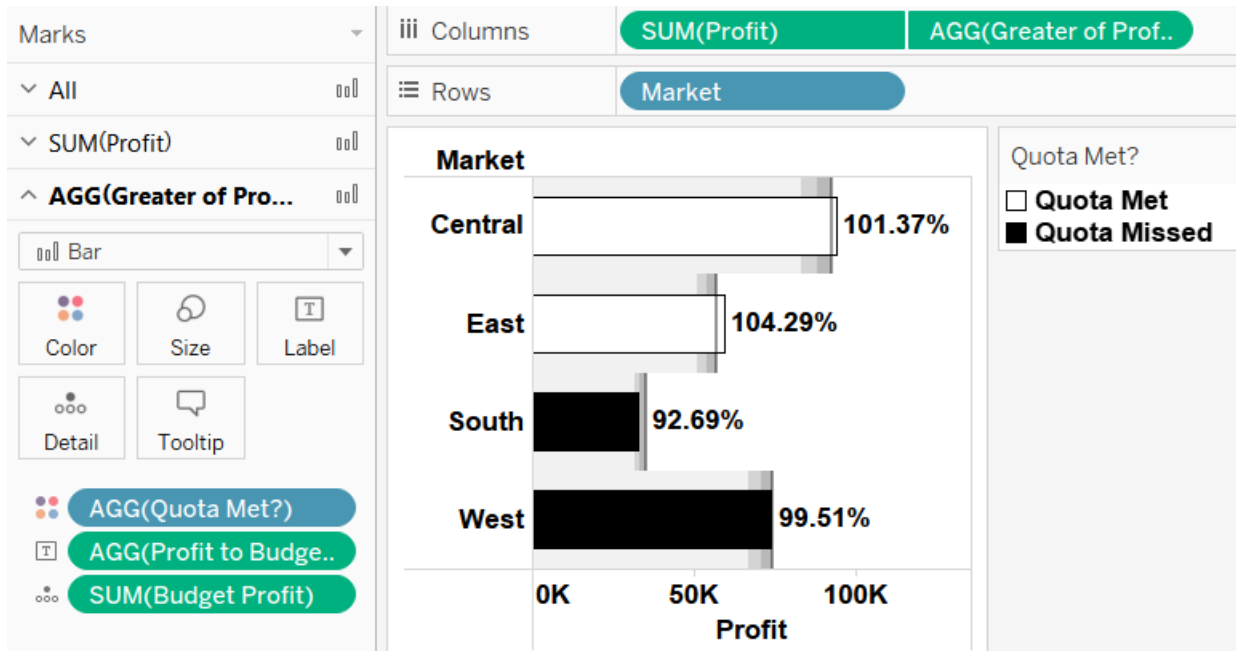 Marks
All
SUM(Profit)
AGG(Greater of Pro...
Bar
Color Size Label
Detail Tooltip
AGG(Quota Met?)
AGG(Profit to Budge..
SUM(Budget Profit)
Columns SUM(Profit) AGG(Greater of Prof..
Rows Market
Market
Central 101.37%
East 104.29%
South 92.69%
West 99.51%
0K 50K 100K
Profit
Quota Met?
Quota Met
Quota Missed